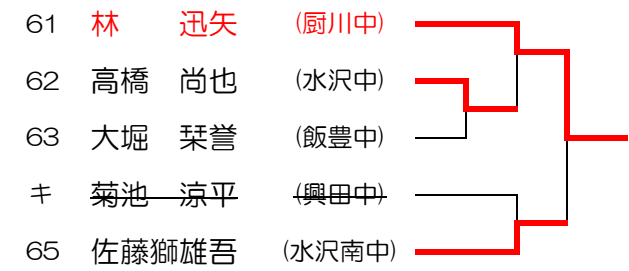 61 林 迅矢 (厨川中)
62 高橋 尚也 (水沢中)
63 大堀 栞誉 (飯豊中)
キ 菊池 涼平 (興田中)
65 佐藤獅雄吾 (水沢南中)